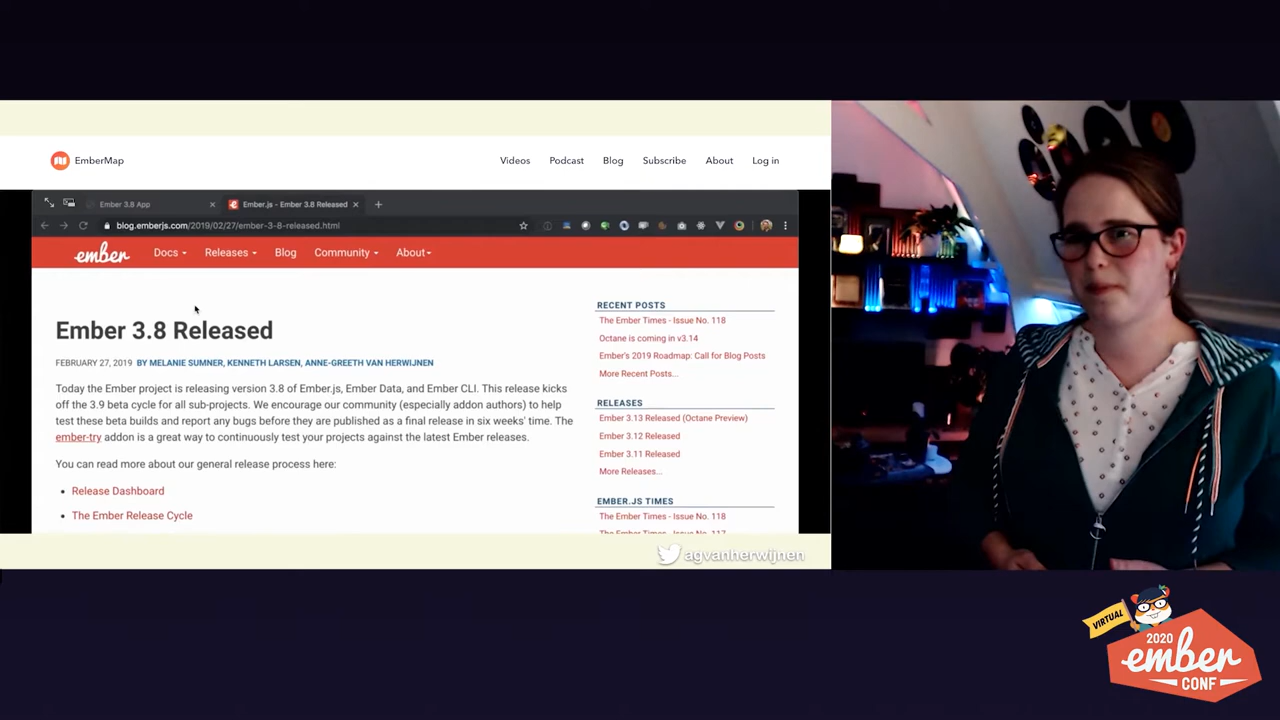 EmberMap
Videos Podcast Blog Subscribe About Log in
Ember 3.8 App
Ember.js - Ember 3.8 Released
blog.emberjs.com/2019/02/27/ember-3-8-released.html
ember Docs Releases Blog Community About
Ember 3.8 Released
FEBRUARY 27, 2019 BY MELANIE SUMNER, KENNETH LARSEN, ANNE-GREETH VAN HERWIJNEN
Today the Ember project is releasing version 3.8 of Ember.js, Ember Data, and Ember CLI. This release kicks
off the 3.9 beta cycle for all sub-projects. We encourage our community (especially addon authors) to help
test these beta builds and report any bugs before they are published as a final release in six weeks' time. The
ember-try addon is a great way to continuously test your projects against the latest Ember releases.
You can read more about our general release process here:
• Release Dashboard
• The Ember Release Cycle
RECENT POSTS
The Ember Times - Issue No. 118
Octane is coming in v3.14
Ember's 2019 Roadmap: Call for Blog Posts
More Recent Posts...
RELEASES
Ember 3.13 Released (Octane Preview)
Ember 3.12 Released
Ember 3.11 Released
More Releases...
EMBER.JS TIMES
The Ember Times - Issue No. 118
The Ember Times - Issue No. 117
agvanherwijnen
VIRTUAL
2020
ember
CONF